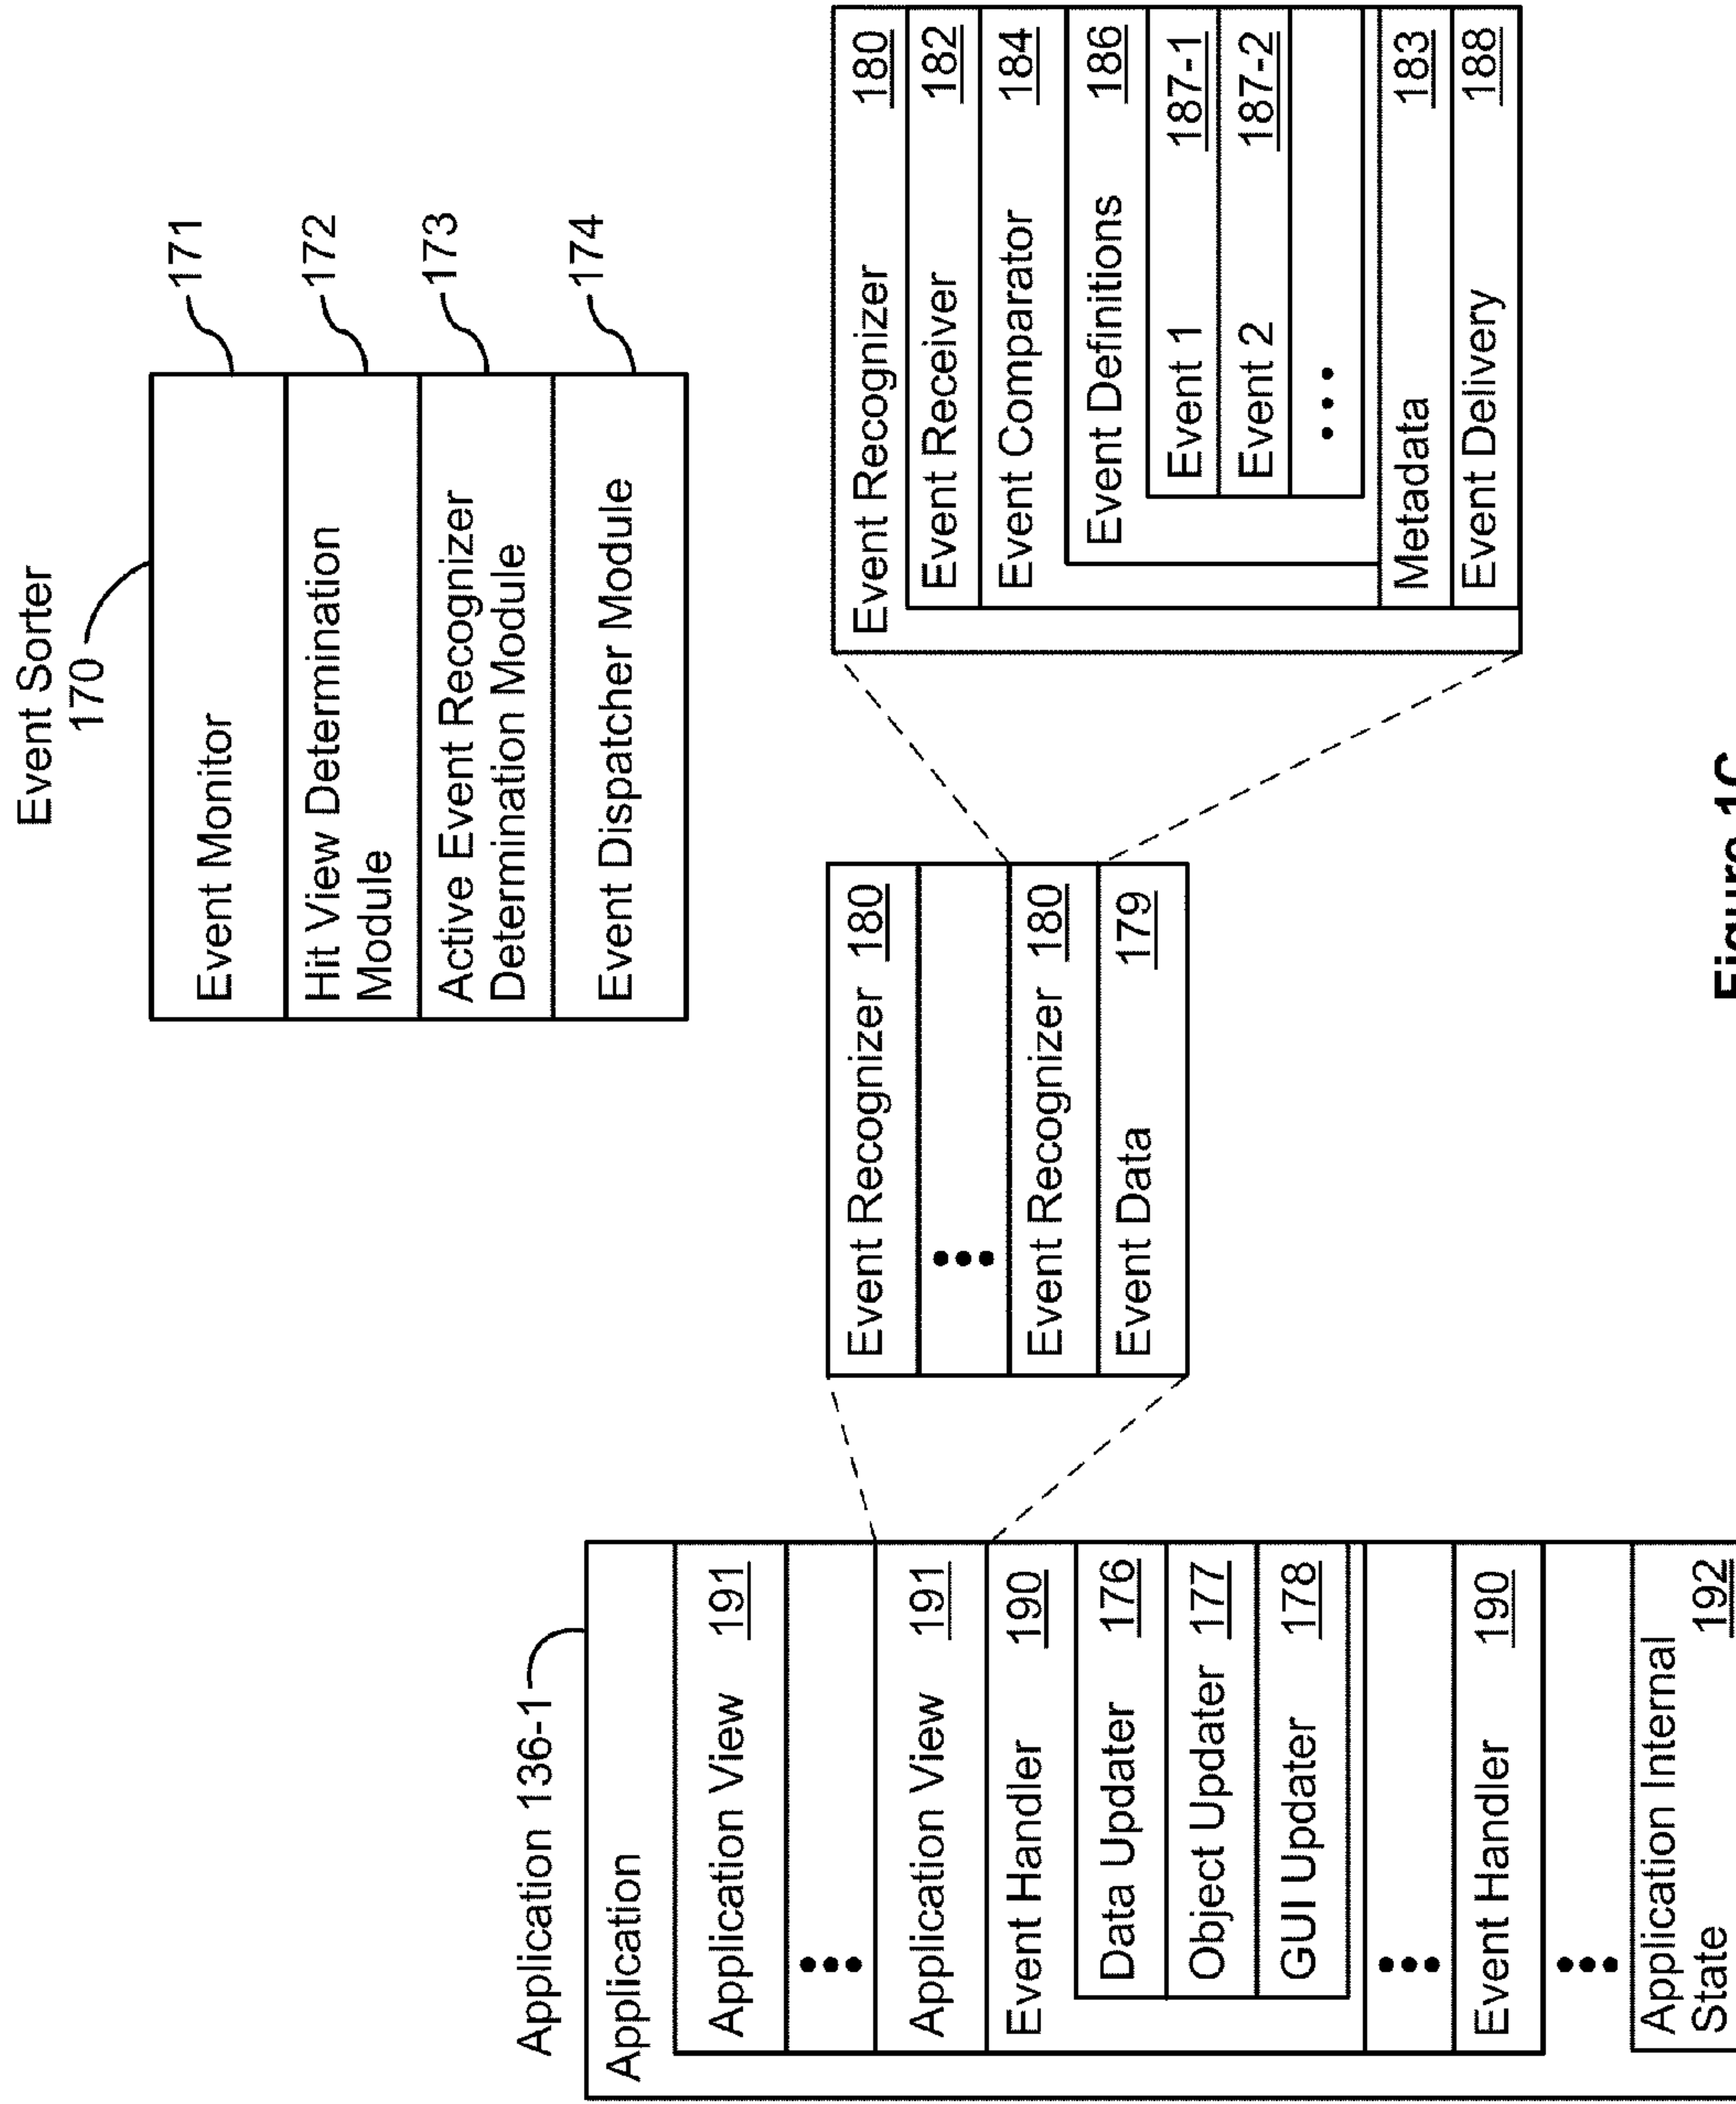 Event Sorter
170
Event Monitor
171
Hit View Determination
Module
172
Active Event Recognizer
Determination Module
173
Event Dispatcher Module
174
Application 136-1
Application
Application View 191
•••
Application View 191
Event Handler 190
Data Updater 176
Object Updater 177
GUI Updater 178
•••
Event Handler 190
•••
Application Internal
State 192
Event Recognizer 180
•••
Event Recognizer 180
Event Data 179
Event Recognizer 180
Event Receiver 182
Event Comparator 184
Event Definitions 186
Event 1 187-1
Event 2 187-2
•••
Metadata 183
Event Delivery 188
Figure 1C